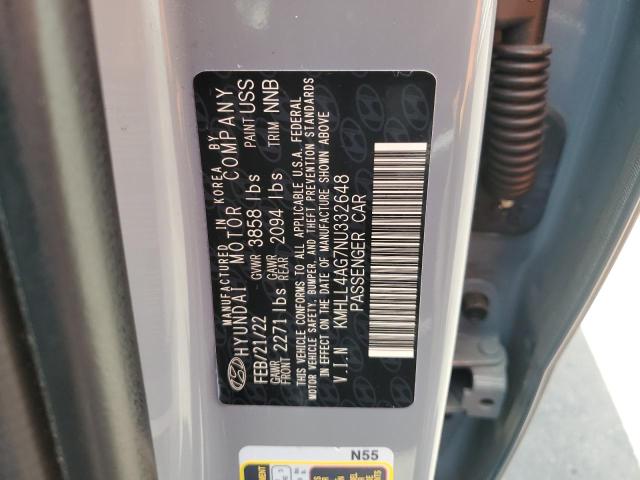 MANUFACTURED IN KOREA BY
HYUNDAI MOTOR COMPANY
FEB/21/22 GVWR 3858 lbs PAINT USS
GAWR FRONT 2271 lbs GAWR REAR 2094 lbs TRIM NNB
THIS VEHICLE CONFORMS TO ALL APPLICABLE U.S.A. FEDERAL
MOTOR VEHICLE SAFETY, BUMPER, AND THEFT PREVENTION STANDARDS
IN EFFECT ON THE DATE OF MANUFACTURE SHOWN ABOVE
V.I.N KMHLL4AG7NU332648
PASSENGER CAR
N55